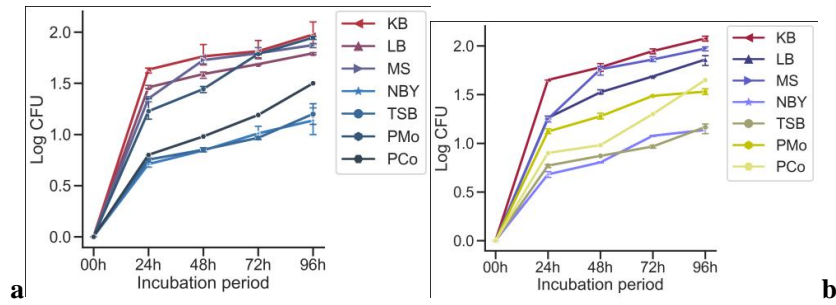 a
Log CFU
2.0
1.5
1.0
0.5
0.0
00h 24h 48h 72h 96h
Incubation period
KB
LB
MS
NBY
TSB
PMo
PCo
Log CFU
2.0
1.5
1.0
0.5
0.0
00h 24h 48h 72h 96h
Incubation period
KB
LB
MS
NBY
TSB
PMo
PCo
b